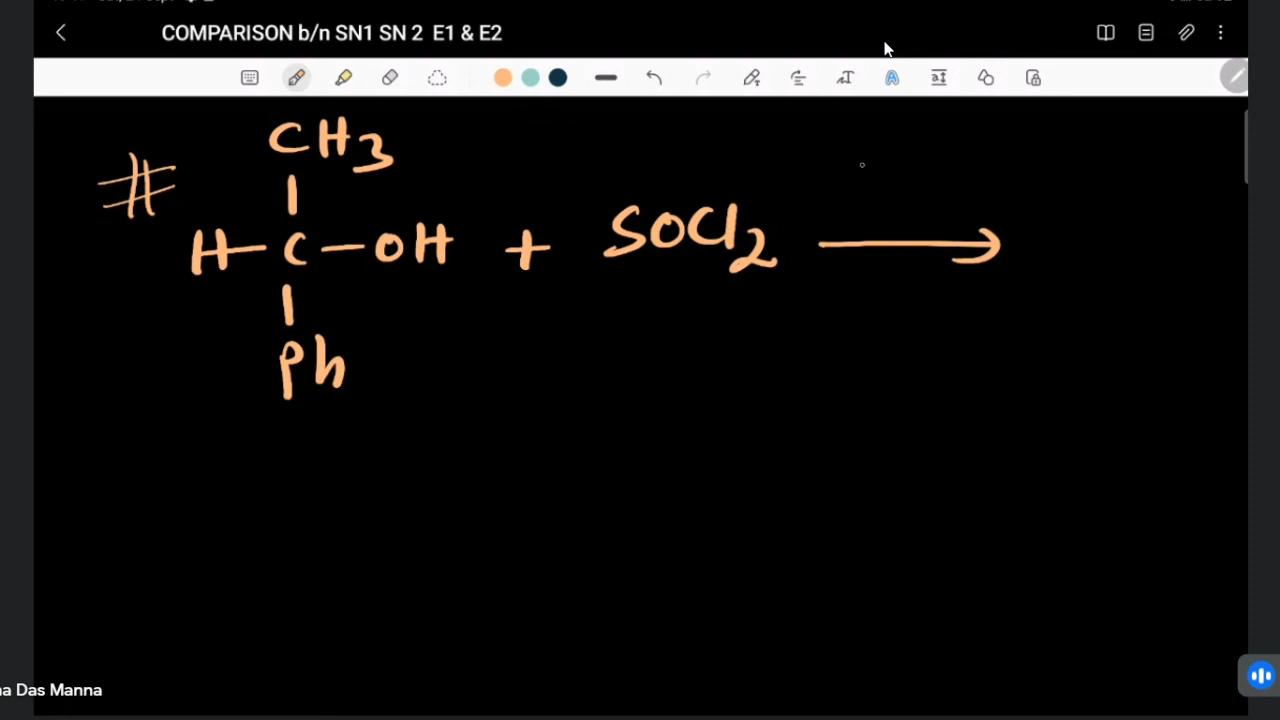 COMPARISON b/n SN1 SN 2 E1 & E2
CH3
# H-C-OH + SOCl2 →
Ph
a Das Manna